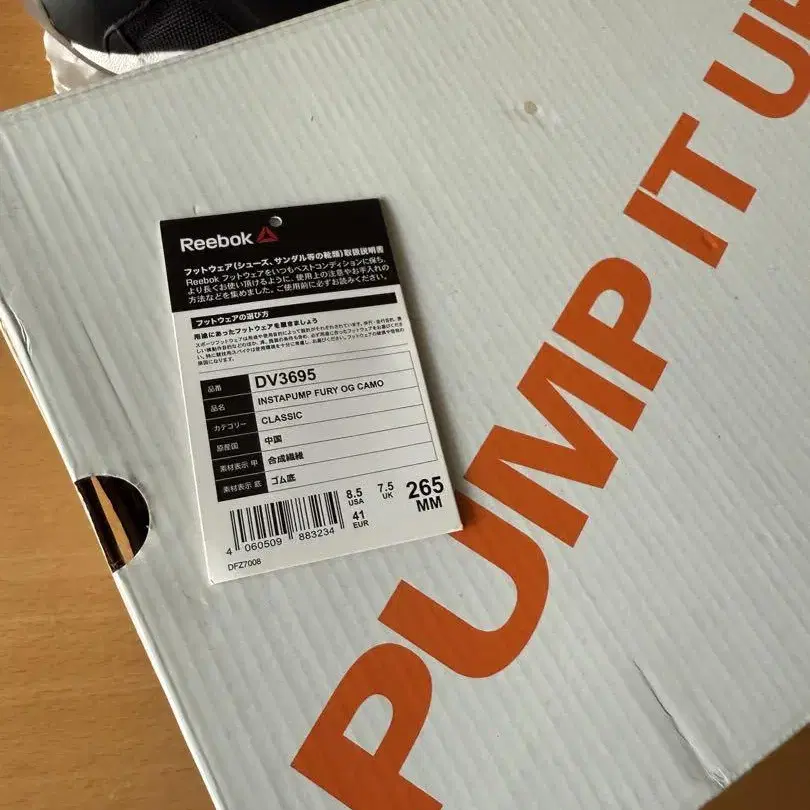 PUMP IT U
Reebok
フットウェア(シューズ、サンダル等の靴類)取扱説明書
Reebok フットウェアをいつもベストコンディションに保ち、
より長くお使い頂けるように、使用上の注意やお手入れの
方法などを集めました。ご使用前に必ずお読みください。
フットウェアの選び方
用途にあったフットウェアを履きましょう
品番 DV3695
品名 INSTAPUMP FURY OG CAMO
カテゴリー CLASSIC
原産国 中国
素材表示 甲 合成繊維
素材表示 底 ゴム底
8.5 USA 7.5 UK 265 MM
41 EUR
4 060509 883234
DFZ7008